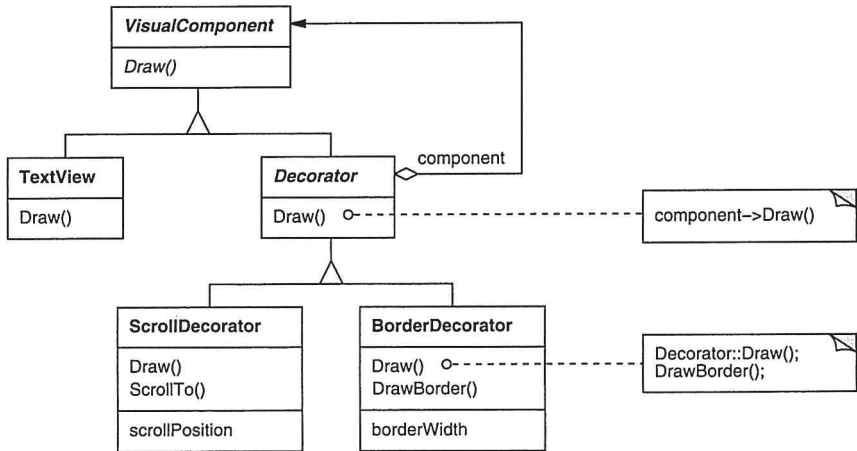 VisualComponent
Draw()
component
TextView
Draw()
Decorator
Draw()
component->Draw()
ScrollDecorator
Draw()
ScrollTo()
scrollPosition
BorderDecorator
Draw()
DrawBorder()
borderWidth
Decorator::Draw();
DrawBorder();